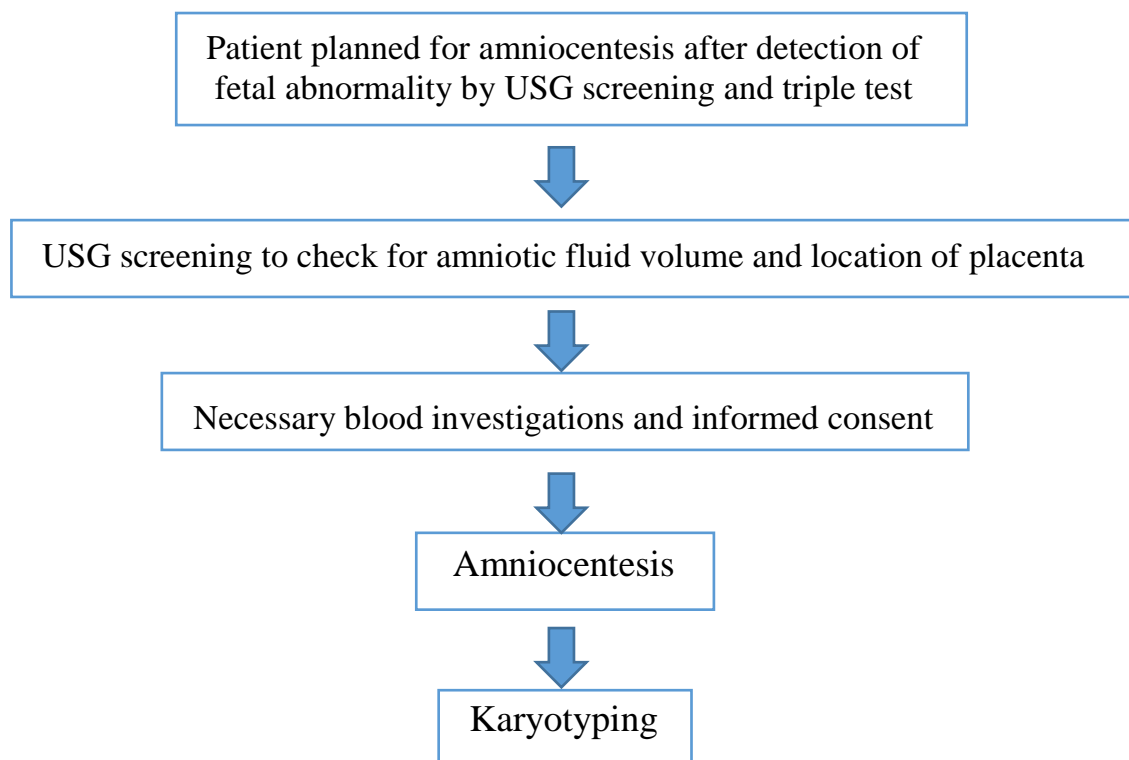 Patient planned for amniocentesis after detection of
fetal abnormality by USG screening and triple test
USG screening to check for amniotic fluid volume and location of placenta
Necessary blood investigations and informed consent
Amniocentesis
Karyotyping